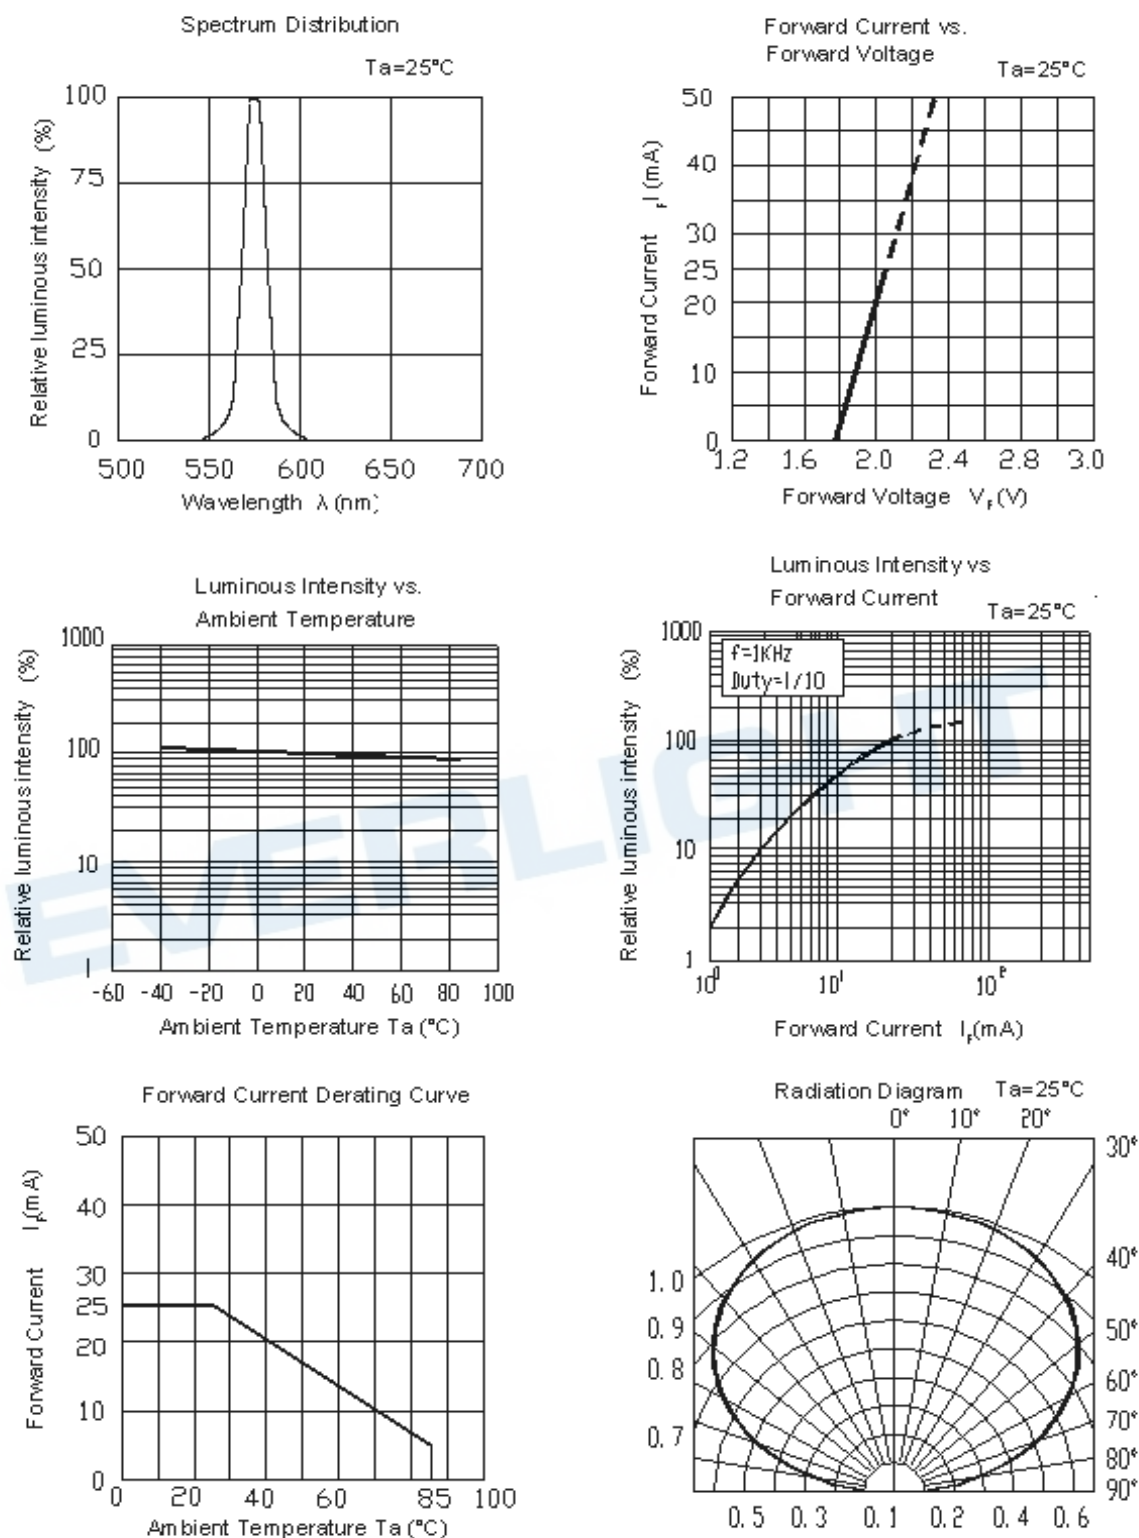 Spectrum Distribution
Ta=25°C
100
75
50
25
0
500 550 600 650 700
Relative luminous intensity (%)
Wavelength λ (nm)
Forward Current vs.
Forward Voltage
Ta=25°C
50
40
30
25
20
10
0
1.2 1.6 2.0 2.4 2.8 3.0
Forward Current IF (mA)
Forward Voltage VF (V)
Luminous Intensity vs.
Ambient Temperature
1000
100
10
1
-60 -40 -20 0 20 40 60 80 100
Relative luminous intensity (%)
Ambient Temperature Ta (°C)
Luminous Intensity vs
Forward Current
Ta=25°C
f=1KHz
Duty=1/10
1000
100
10
1
10⁰ 10¹ 10²
Relative luminous intensity (%)
Forward Current IF(mA)
EVERLIGHT
Forward Current Derating Curve
50
40
30
25
20
10
0
0 20 40 60 85 100
Forward Current IF(mA)
Ambient Temperature Ta (°C)
Radiation Diagram Ta=25°C
0° 10° 20°
30°
40°
50°
60°
70°
80°
90°
1.0
0.9
0.8
0.7
0.5 0.3 0.1 0.2 0.4 0.6